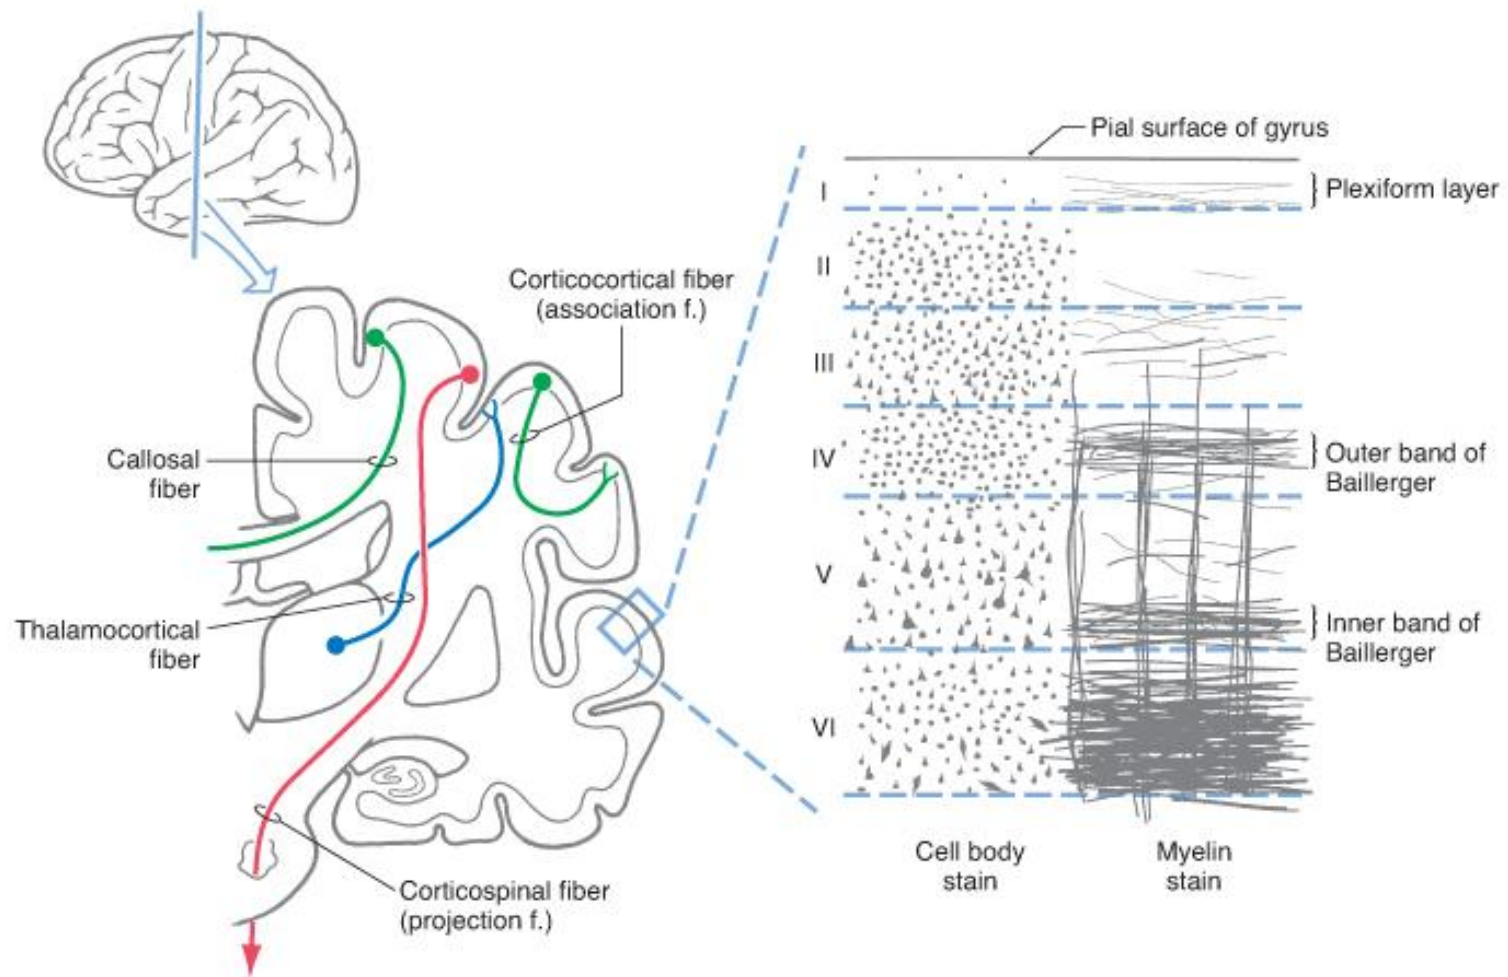 Pial surface of gyrus
I
Plexiform layer
II
Corticocortical fiber
(association f.)
III
Callosal
fiber
IV
Outer band of
Baillerger
V
Thalamocortical
fiber
Inner band of
Baillerger
VI
Cell body
stain
Myelin
stain
Corticospinal fiber
(projection f.)